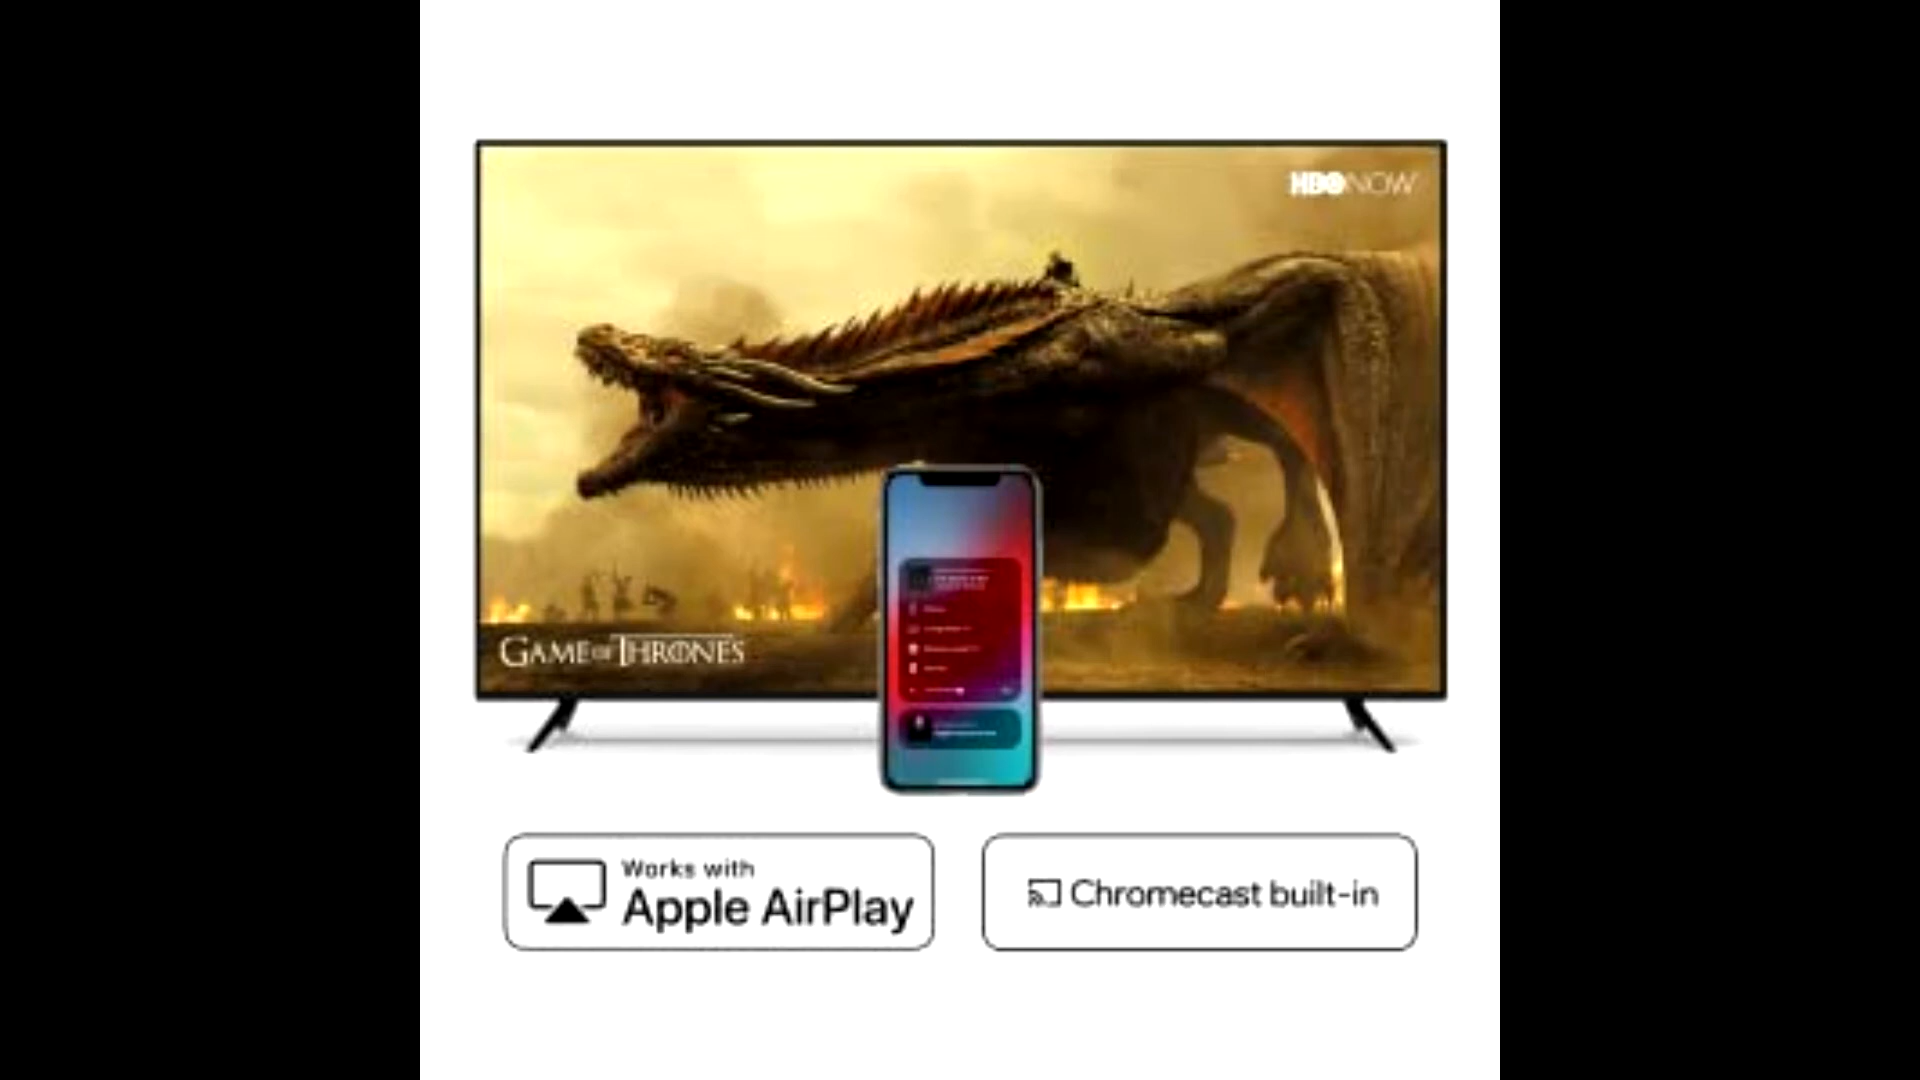 HBO NOW
GAME OF THRONES
Works with
Apple AirPlay
Chromecast built-in